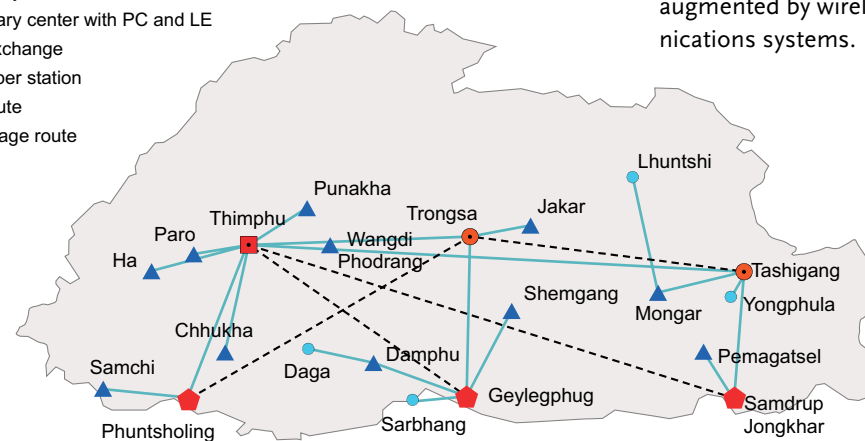 ary center with PC and LE
xchange
per station
ute
age route
augmented by wirel
nications systems.
Lhuntshi
Punakha
Thimphu
Trongsa
Jakar
Paro
Wangdi
Phodrang
Ha
Tashigang
Shemgang
Yongphula
Mongar
Chhukha
Pemagatsel
Samchi
Daga
Damphu
Geylegphug
Samdrup
Jongkhar
Sarbhang
Phuntsholing